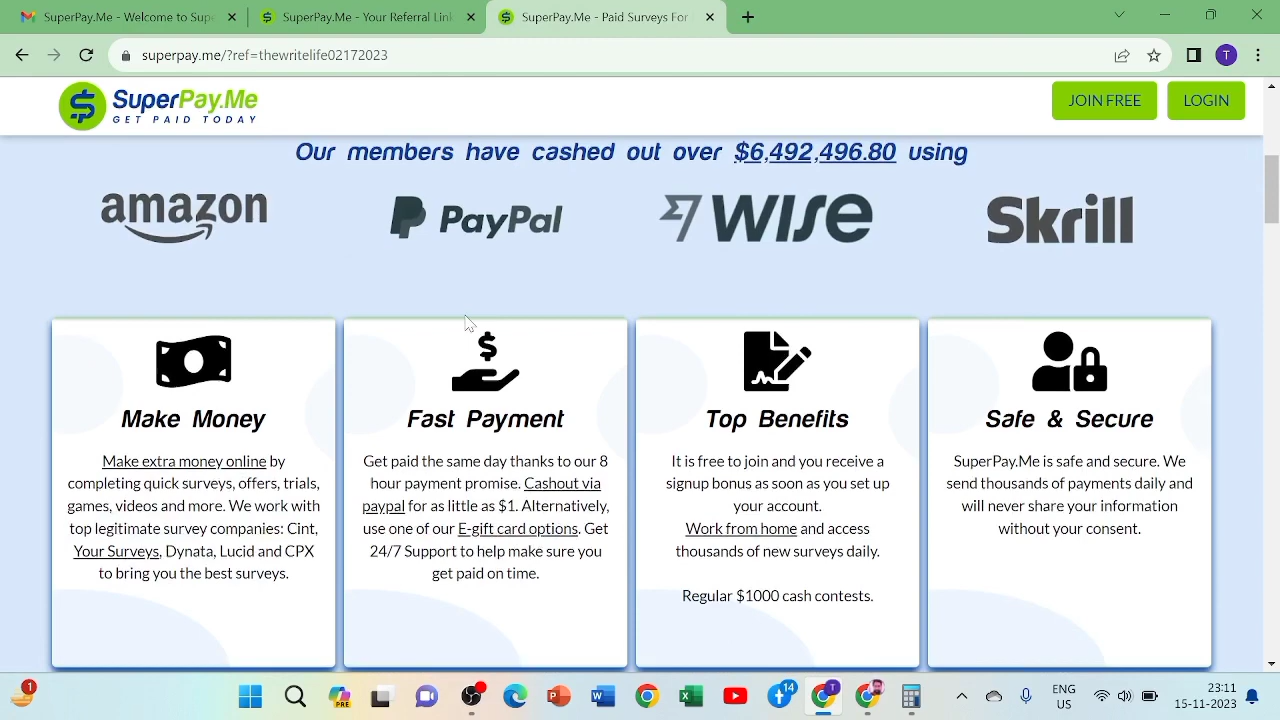 SuperPay.Me - Welcome to Supe
SuperPay.Me - Your Referral Link
SuperPay.Me - Paid Surveys For
superpay.me/?ref=thewritelife02172023
T
SuperPay.Me
GET PAID TODAY
JOIN FREE
LOGIN
Our members have cashed out over $6,492,496.80 using
amazon
PayPal
WISE
Skrill
Make Money
Make extra money online by
completing quick surveys, offers, trials,
games, videos and more. We work with
top legitimate survey companies: Cint,
Your Surveys, Dynata, Lucid and CPX
to bring you the best surveys.
Fast Payment
Get paid the same day thanks to our 8
hour payment promise. Cashout via
paypal for as little as $1. Alternatively,
use one of our E-gift card options. Get
24/7 Support to help make sure you
get paid on time.
Top Benefits
It is free to join and you receive a
signup bonus as soon as you set up
your account.
Work from home and access
thousands of new surveys daily.
Regular $1000 cash contests.
Safe & Secure
SuperPay.Me is safe and secure. We
send thousands of payments daily and
will never share your information
without your consent.
1
PRE
14
T
ENG
US
23:11
15-11-2023